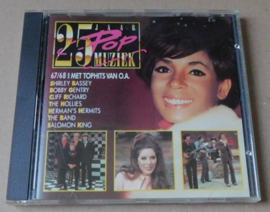 25 JAAR
POP
MUZIEK
67/68 : MET TOPHITS VAN O.A.
SHIRLEY BASSEY
BOBBY GENTRY
CLIFF RICHARD
THE HOLLIES
HERMAN'S HERMITS
THE BAND
SALOMON KING